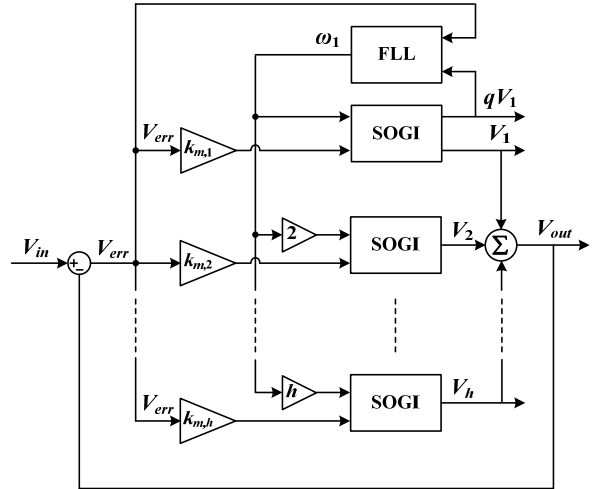 ω1
FLL
qV1
V1
Verr
km,1
SOGI
2
SOGI
V2
Σ
Vout
Vin
+
−
Verr
km,2
h
SOGI
Vh
Verr
km,h